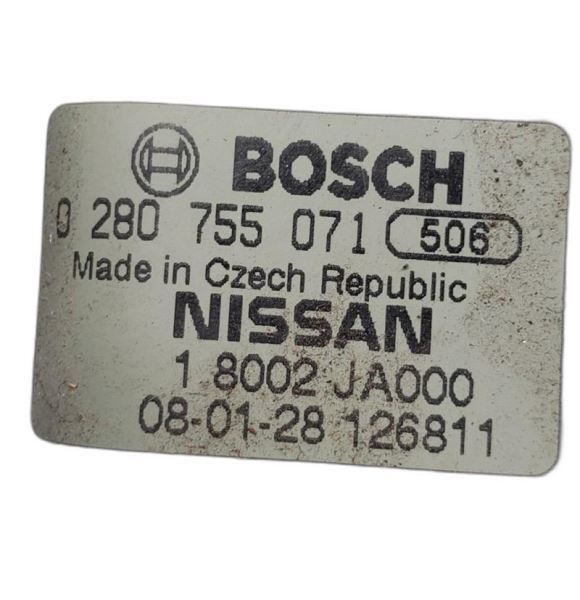 BOSCH
0 280 755 071 506
Made in Czech Republic
NISSAN
1 8002 JA000
08-01-28 126811